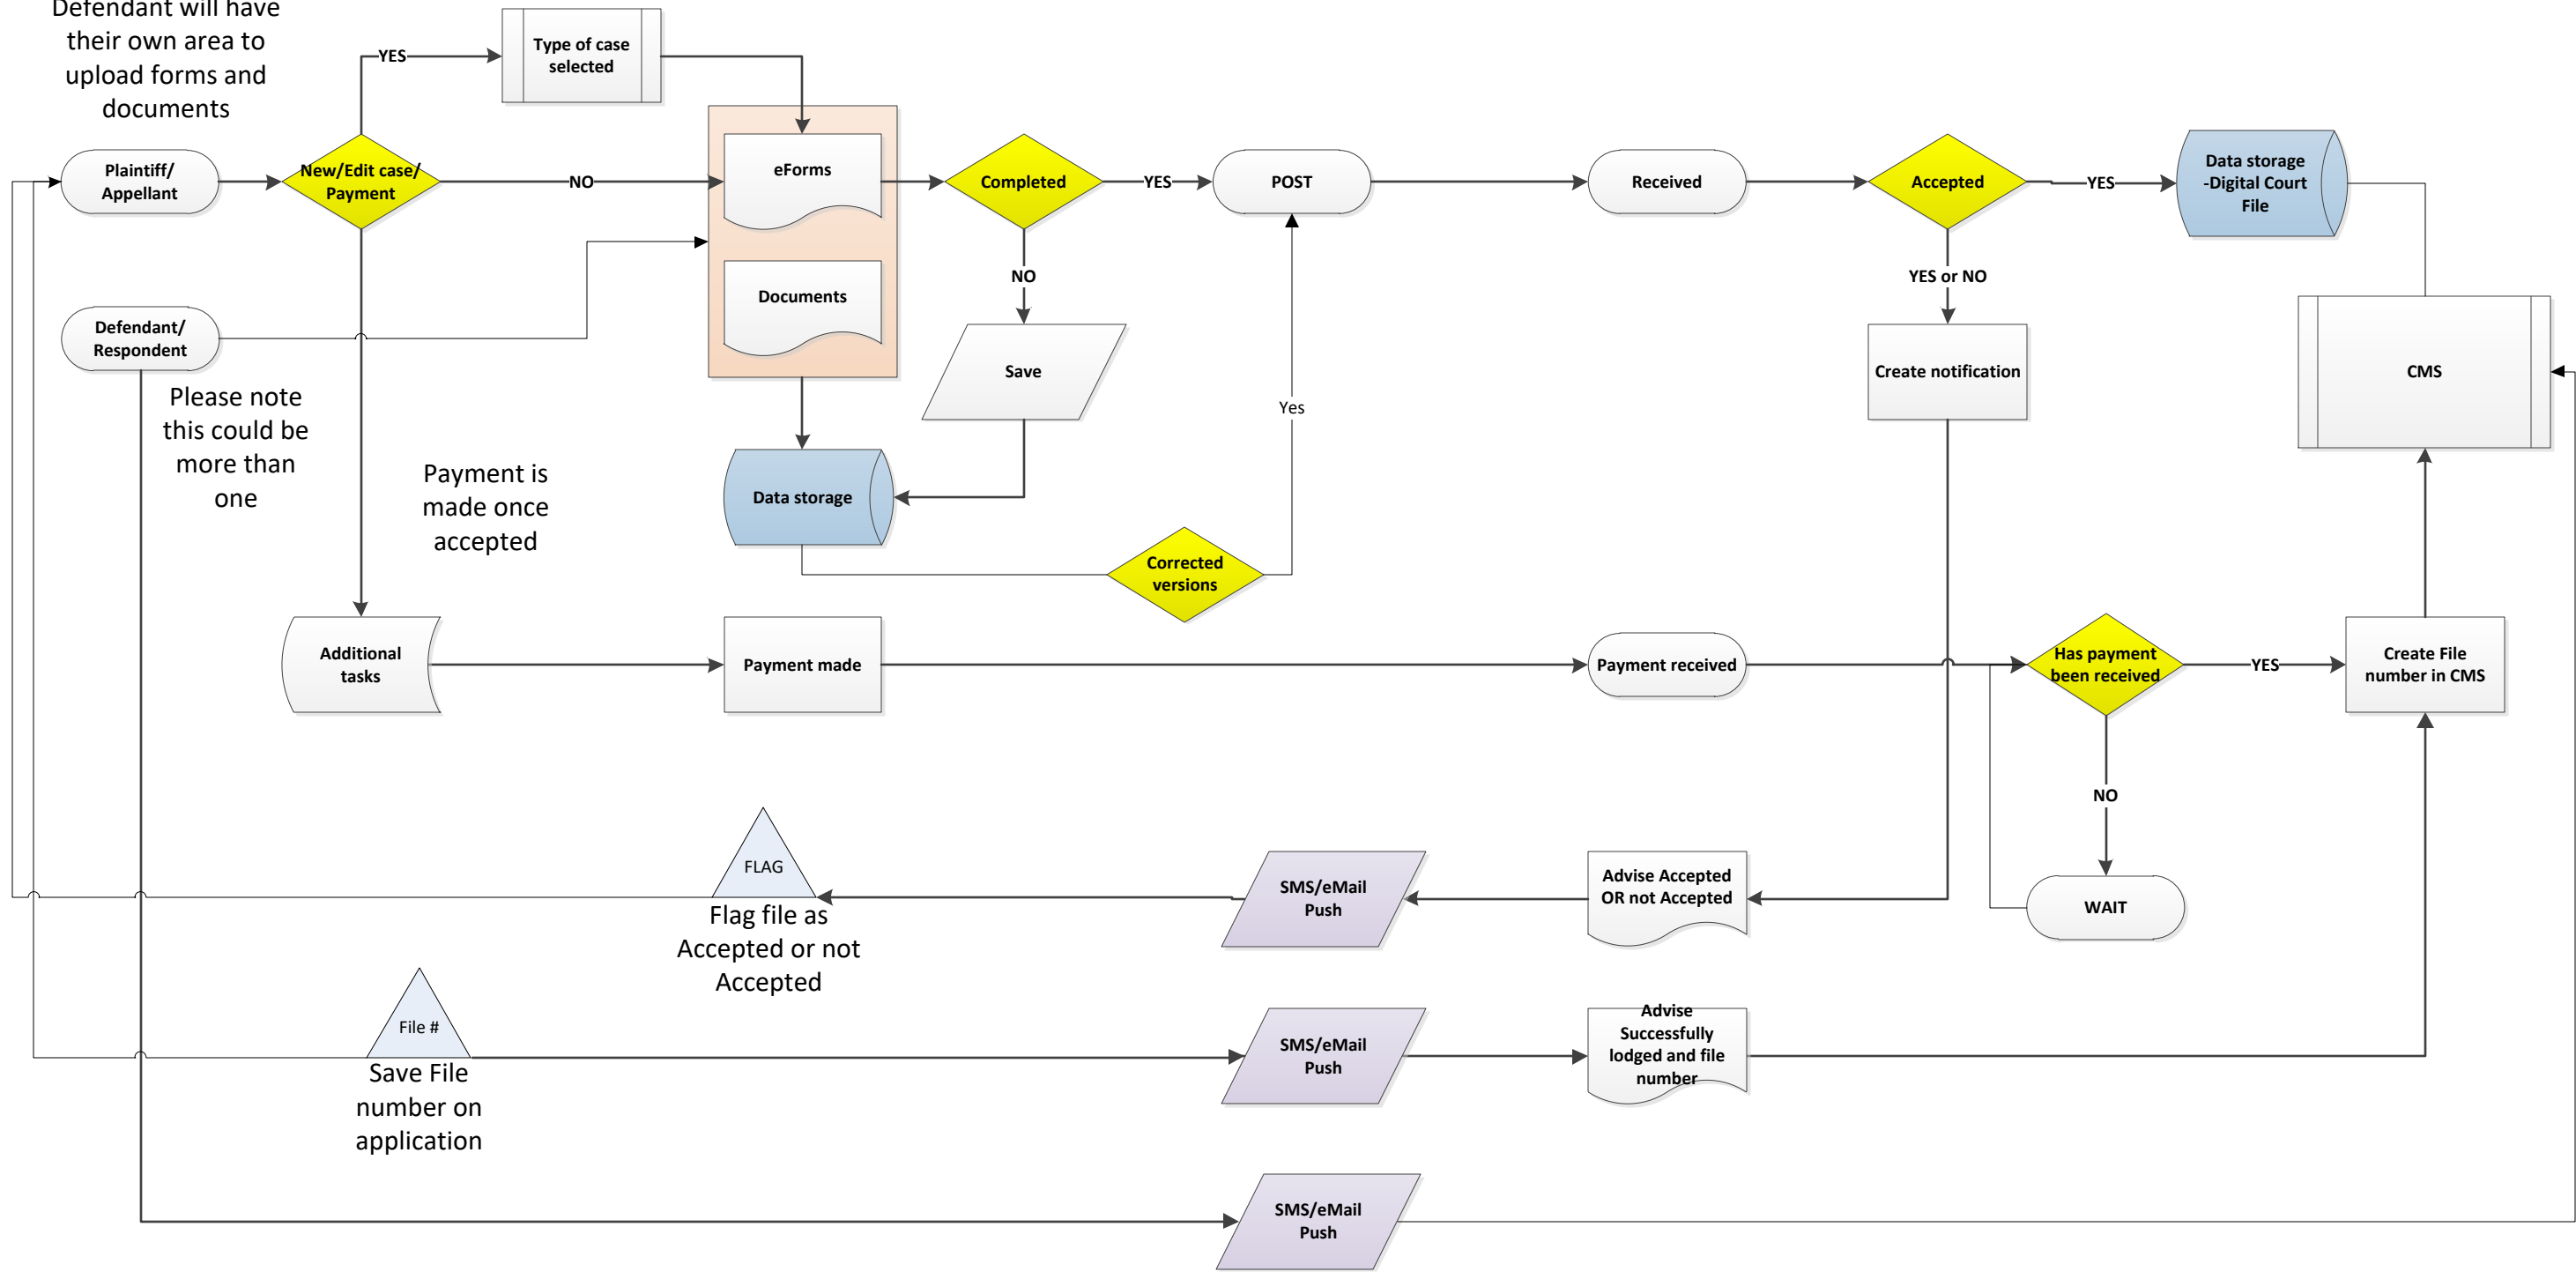 Defendant will have
their own area to
upload forms and
documents
YES
Type of case
selected
Plaintiff/
Appellant
New/Edit case/
Payment
NO
eForms
Completed
YES
POST
Received
Accepted
YES
Data storage
-Digital Court
File
NO
YES or NO
Documents
Defendant/
Respondent
Save
Create notification
CMS
Please note
this could be
more than
one
Yes
Payment is
made once
accepted
Data storage
Corrected
versions
Additional
tasks
Payment made
Payment received
Has payment
been received
YES
Create File
number in CMS
NO
FLAG
SMS/eMail
Push
Advise Accepted
OR not Accepted
WAIT
Flag file as
Accepted or not
Accepted
File #
SMS/eMail
Push
Advise
Successfully
lodged and file
number
Save File
number on
application
SMS/eMail
Push